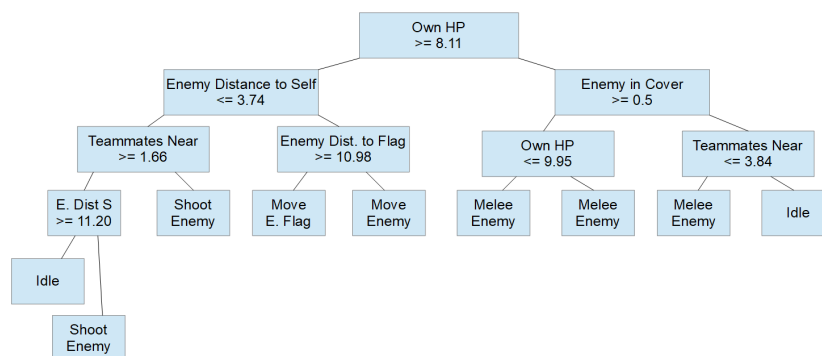 Own HP
>= 8.11
Enemy Distance to Self
<= 3.74
Enemy in Cover
>= 0.5
Teammates Near
>= 1.66
Enemy Dist. to Flag
>= 10.98
Own HP
<= 9.95
Teammates Near
<= 3.84
E. Dist S
>= 11.20
Shoot
Enemy
Move
E. Flag
Move
Enemy
Melee
Enemy
Melee
Enemy
Melee
Enemy
Idle
Idle
Shoot
Enemy